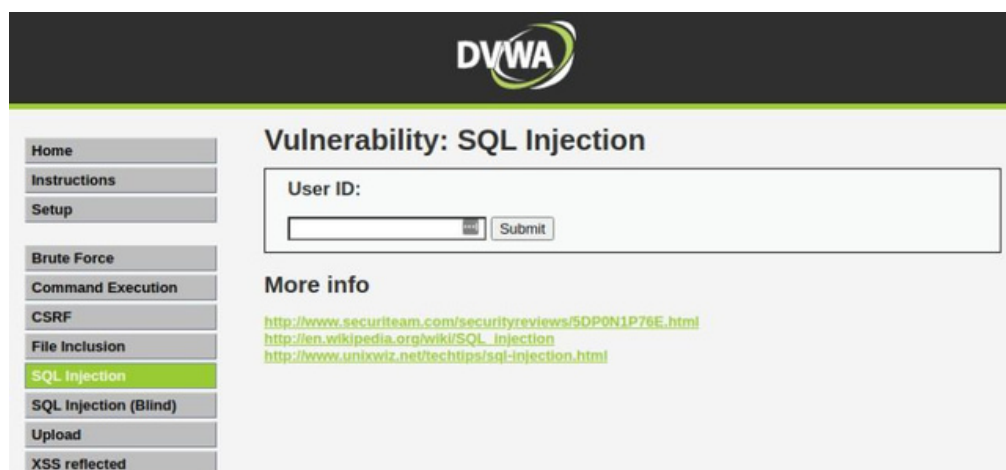 DVWA
Home
Instructions
Setup
Brute Force
Command Execution
CSRF
File Inclusion
SQL Injection
SQL Injection (Blind)
Upload
XSS reflected
Vulnerability: SQL Injection
User ID:
Submit
More info
http://www.securiteam.com/securityreviews/5DP0N1P76E.html
http://en.wikipedia.org/wiki/SQL_injection
http://www.unixwiz.net/techtips/sql-injection.html